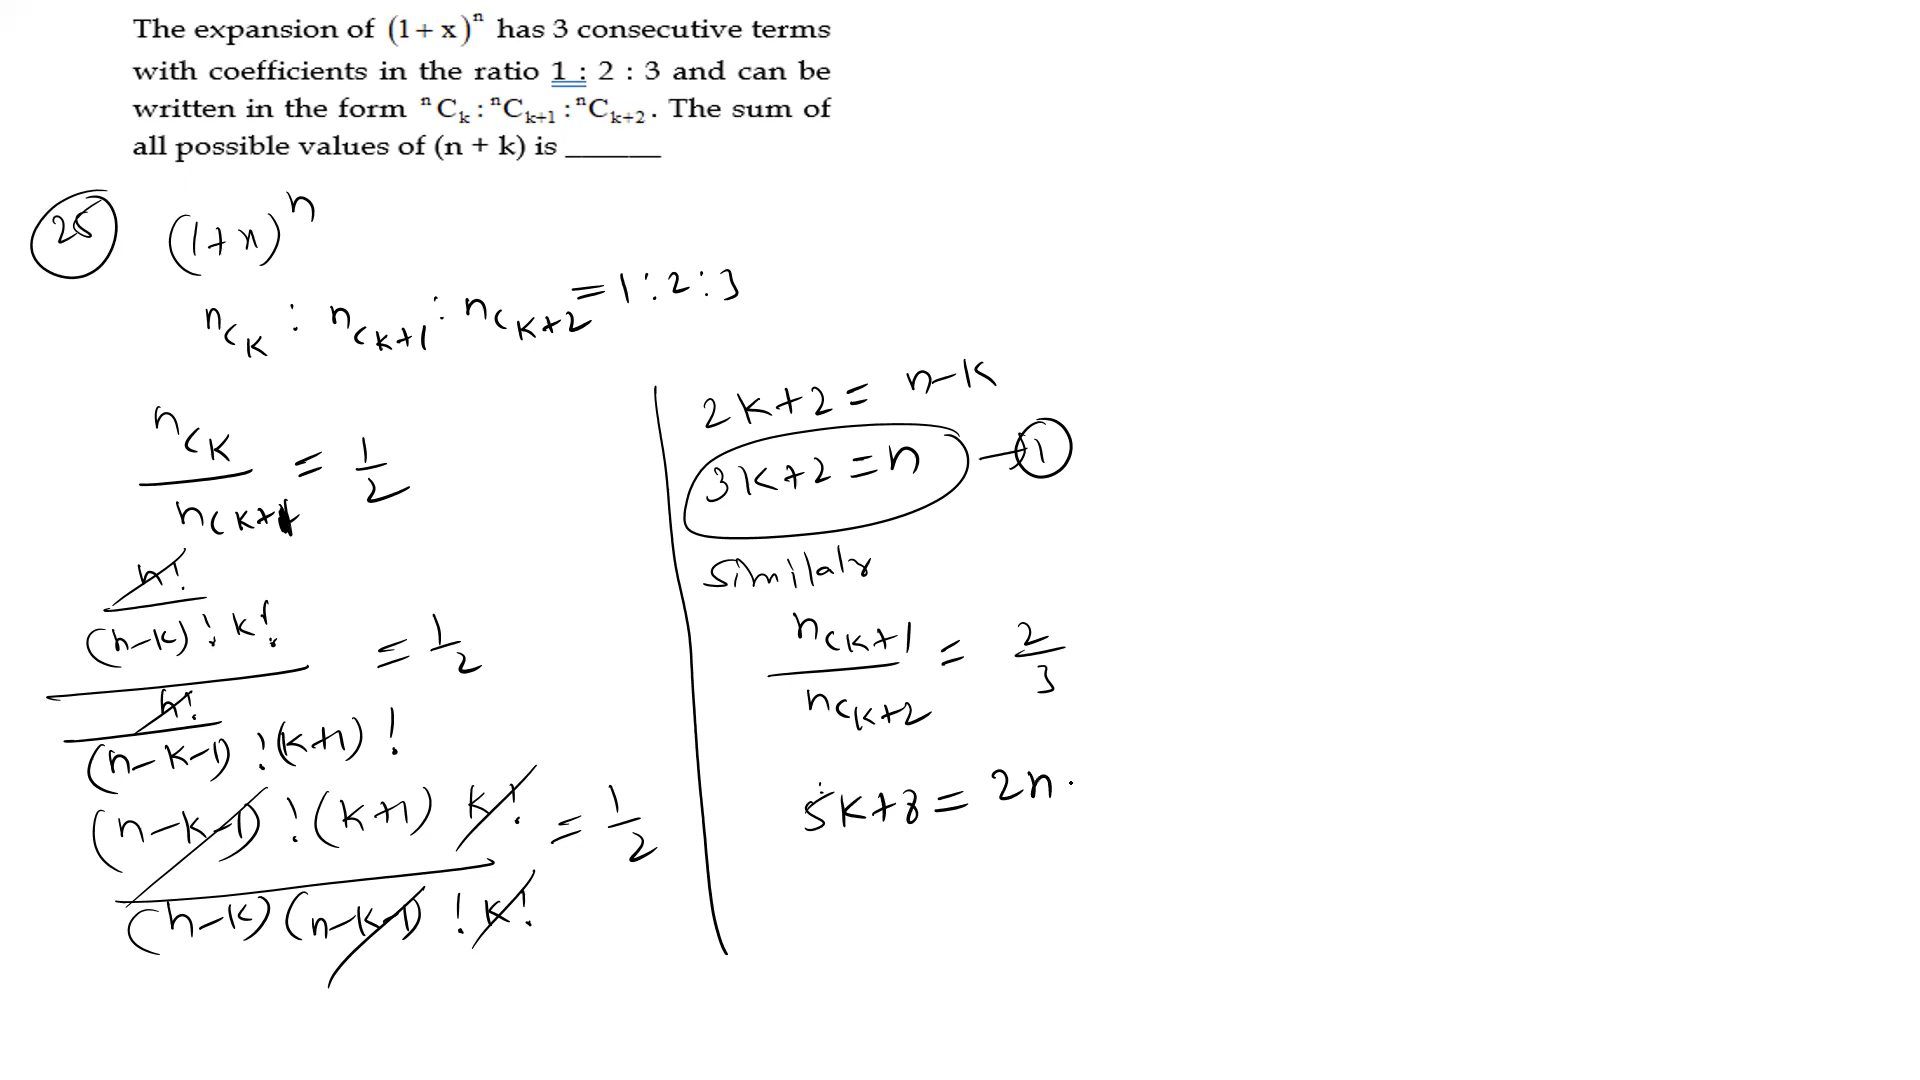 The expansion of (1 + x)ⁿ has 3 consecutive terms
with coefficients in the ratio 1 : 2 : 3 and can be
written in the form ⁿCₖ : ⁿCₖ₊₁ : ⁿCₖ₊₂. The sum of
all possible values of (n + k) is ______
25 (1+x)ⁿ
nCK : nCK+1 : nCK+2 = 1:2:3
nCK / nCK+1 = 1/2
n! / (n-k)! k!
= 1/2
n! / (n-k-1)! (k+1)!
(n-k-1)! (k+1) k! / (n-k)(n-k-1)! k! = 1/2
2k+2 = n-k
3k+2 = n → 1
Similaly
nCK+1 / nCK+2 = 2/3
5k+8 = 2n.